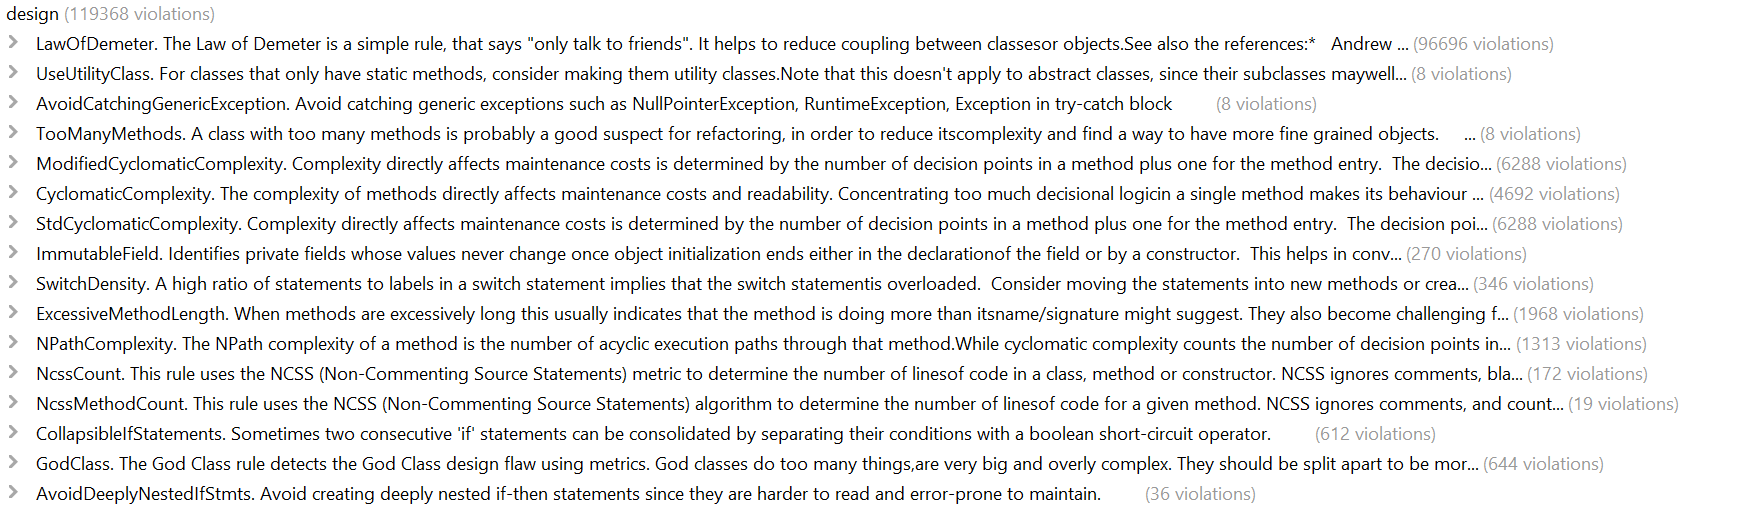 design (119368 violations)
LawOfDemeter. The Law of Demeter is a simple rule, that says "only talk to friends". It helps to reduce coupling between classesor objects.See also the references:* Andrew ... (96696 violations)
UseUtilityClass. For classes that only have static methods, consider making them utility classes.Note that this doesn't apply to abstract classes, since their subclasses maywell... (8 violations)
AvoidCatchingGenericException. Avoid catching generic exceptions such as NullPointerException, RuntimeException, Exception in try-catch block (8 violations)
TooManyMethods. A class with too many methods is probably a good suspect for refactoring, in order to reduce itscomplexity and find a way to have more fine grained objects. ... (8 violations)
ModifiedCyclomaticComplexity. Complexity directly affects maintenance costs is determined by the number of decision points in a method plus one for the method entry. The decisio... (6288 violations)
CyclomaticComplexity. The complexity of methods directly affects maintenance costs and readability. Concentrating too much decisional logicin a single method makes its behaviour ... (4692 violations)
StdCyclomaticComplexity. Complexity directly affects maintenance costs is determined by the number of decision points in a method plus one for the method entry. The decision poi... (6288 violations)
ImmutableField. Identifies private fields whose values never change once object initialization ends either in the declarationof the field or by a constructor. This helps in conv... (270 violations)
SwitchDensity. A high ratio of statements to labels in a switch statement implies that the switch statementis overloaded. Consider moving the statements into new methods or crea... (346 violations)
ExcessiveMethodLength. When methods are excessively long this usually indicates that the method is doing more than itsname/signature might suggest. They also become challenging f... (1968 violations)
NPathComplexity. The NPath complexity of a method is the number of acyclic execution paths through that method.While cyclomatic complexity counts the number of decision points in... (1313 violations)
NcssCount. This rule uses the NCSS (Non-Commenting Source Statements) metric to determine the number of linesof code in a class, method or constructor. NCSS ignores comments, bla... (172 violations)
NcssMethodCount. This rule uses the NCSS (Non-Commenting Source Statements) algorithm to determine the number of linesof code for a given method. NCSS ignores comments, and count... (19 violations)
CollapsibleIfStatements. Sometimes two consecutive 'if' statements can be consolidated by separating their conditions with a boolean short-circuit operator. (612 violations)
GodClass. The God Class rule detects the God Class design flaw using metrics. God classes do too many things,are very big and overly complex. They should be split apart to be mor... (644 violations)
AvoidDeeplyNestedIfStmts. Avoid creating deeply nested if-then statements since they are harder to read and error-prone to maintain. (36 violations)